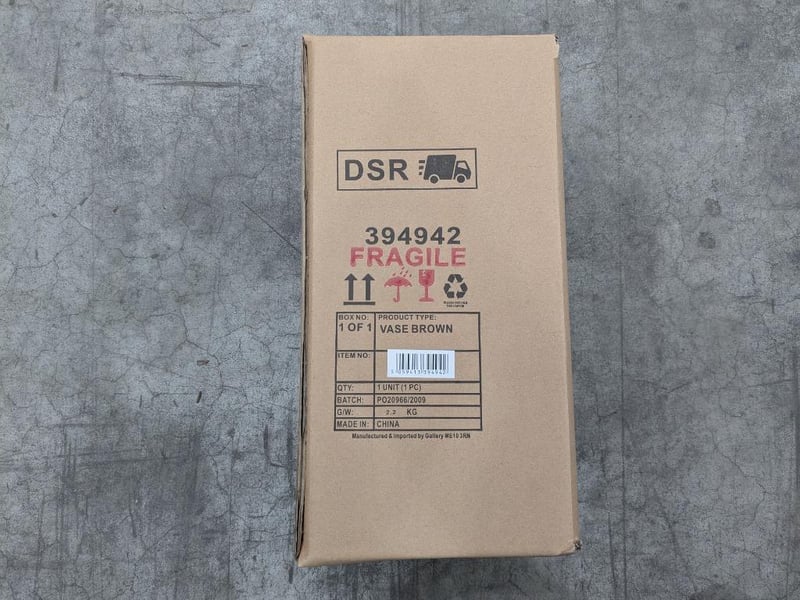 DSR
394942
FRAGILE
BOX NO: PRODUCT TYPE:
1 OF 1 VASE BROWN
ITEM NO:
QTY: 1 UNIT (1 PC)
BATCH: PO20966/2009
G/W: 2.2 KG
MADE IN: CHINA
Manufactured & Imported by Gallery ME10 3RN